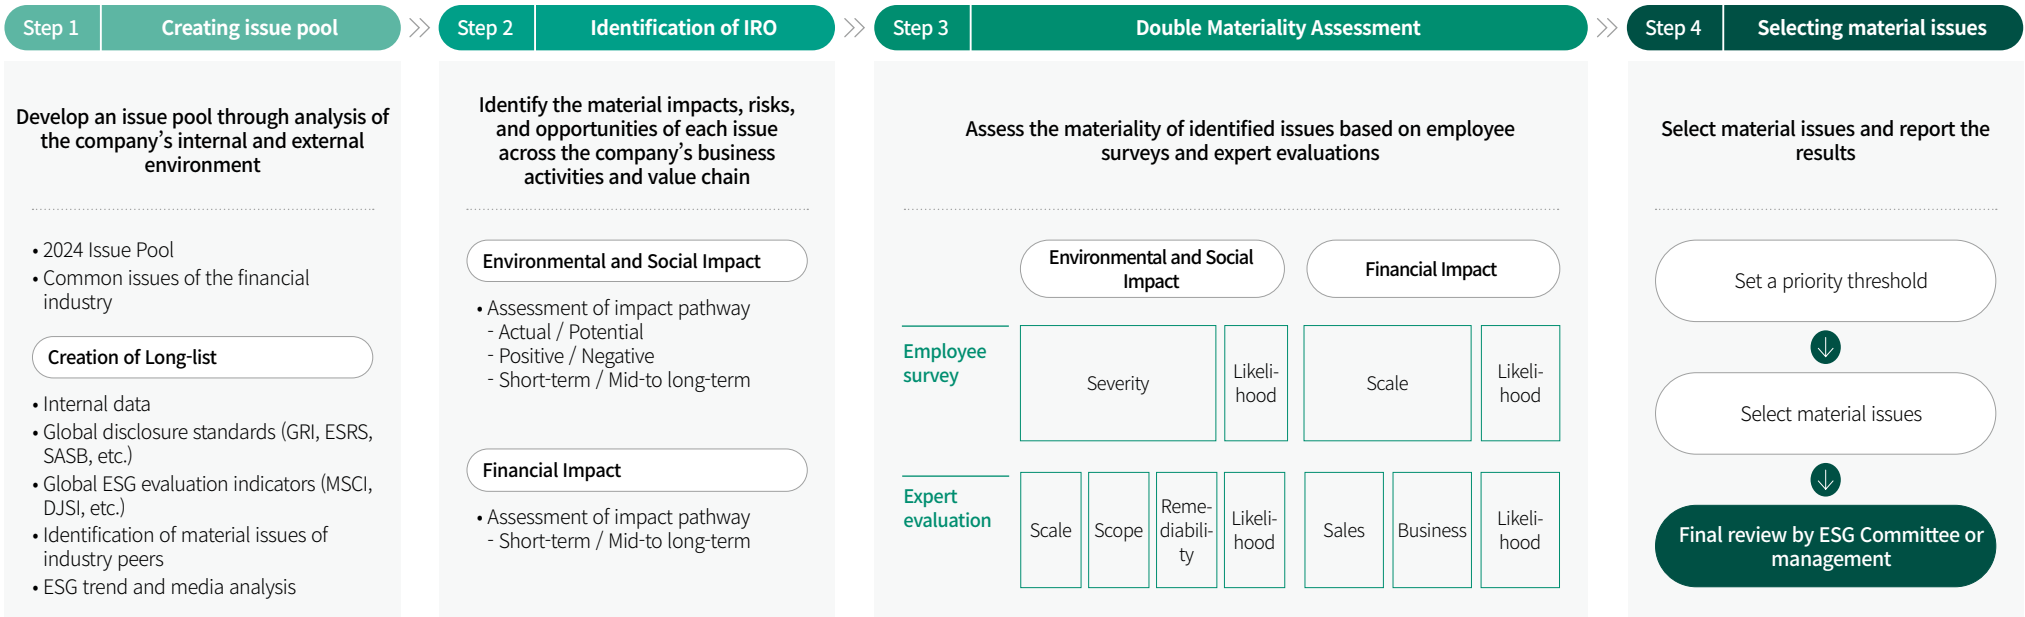 Step 1
Creating issue pool
Develop an issue pool through analysis of
the company's internal and external
environment
• 2024 Issue Pool
• Common issues of the financial
industry
Creation of Long-list
• Internal data
• Global disclosure standards (GRI, ESRS,
SASB, etc.)
• Global ESG evaluation indicators (MSCI,
DJSI, etc.)
• Identification of material issues of
industry peers
• ESG trend and media analysis
Step 2
Identification of IRO
Identify the material impacts, risks,
and opportunities of each issue
across the company's business
activities and value chain
Environmental and Social Impact
• Assessment of impact pathway
- Actual / Potential
- Positive / Negative
- Short-term / Mid-to long-term
Financial Impact
• Assessment of impact pathway
- Short-term / Mid-to long-term
Step 3
Double Materiality Assessment
Assess the materiality of identified issues based on employee
surveys and expert evaluations
Environmental and Social
Impact
Financial Impact
Employee
survey
Severity
Likeli-
hood
Scale
Likeli-
hood
Expert
evaluation
Scale
Scope
Reme-
diabili-
ty
Likeli-
hood
Sales
Business
Likeli-
hood
Step 4
Selecting material issues
Select material issues and report the
results
Set a priority threshold
Select material issues
Final review by ESG Committee or
management